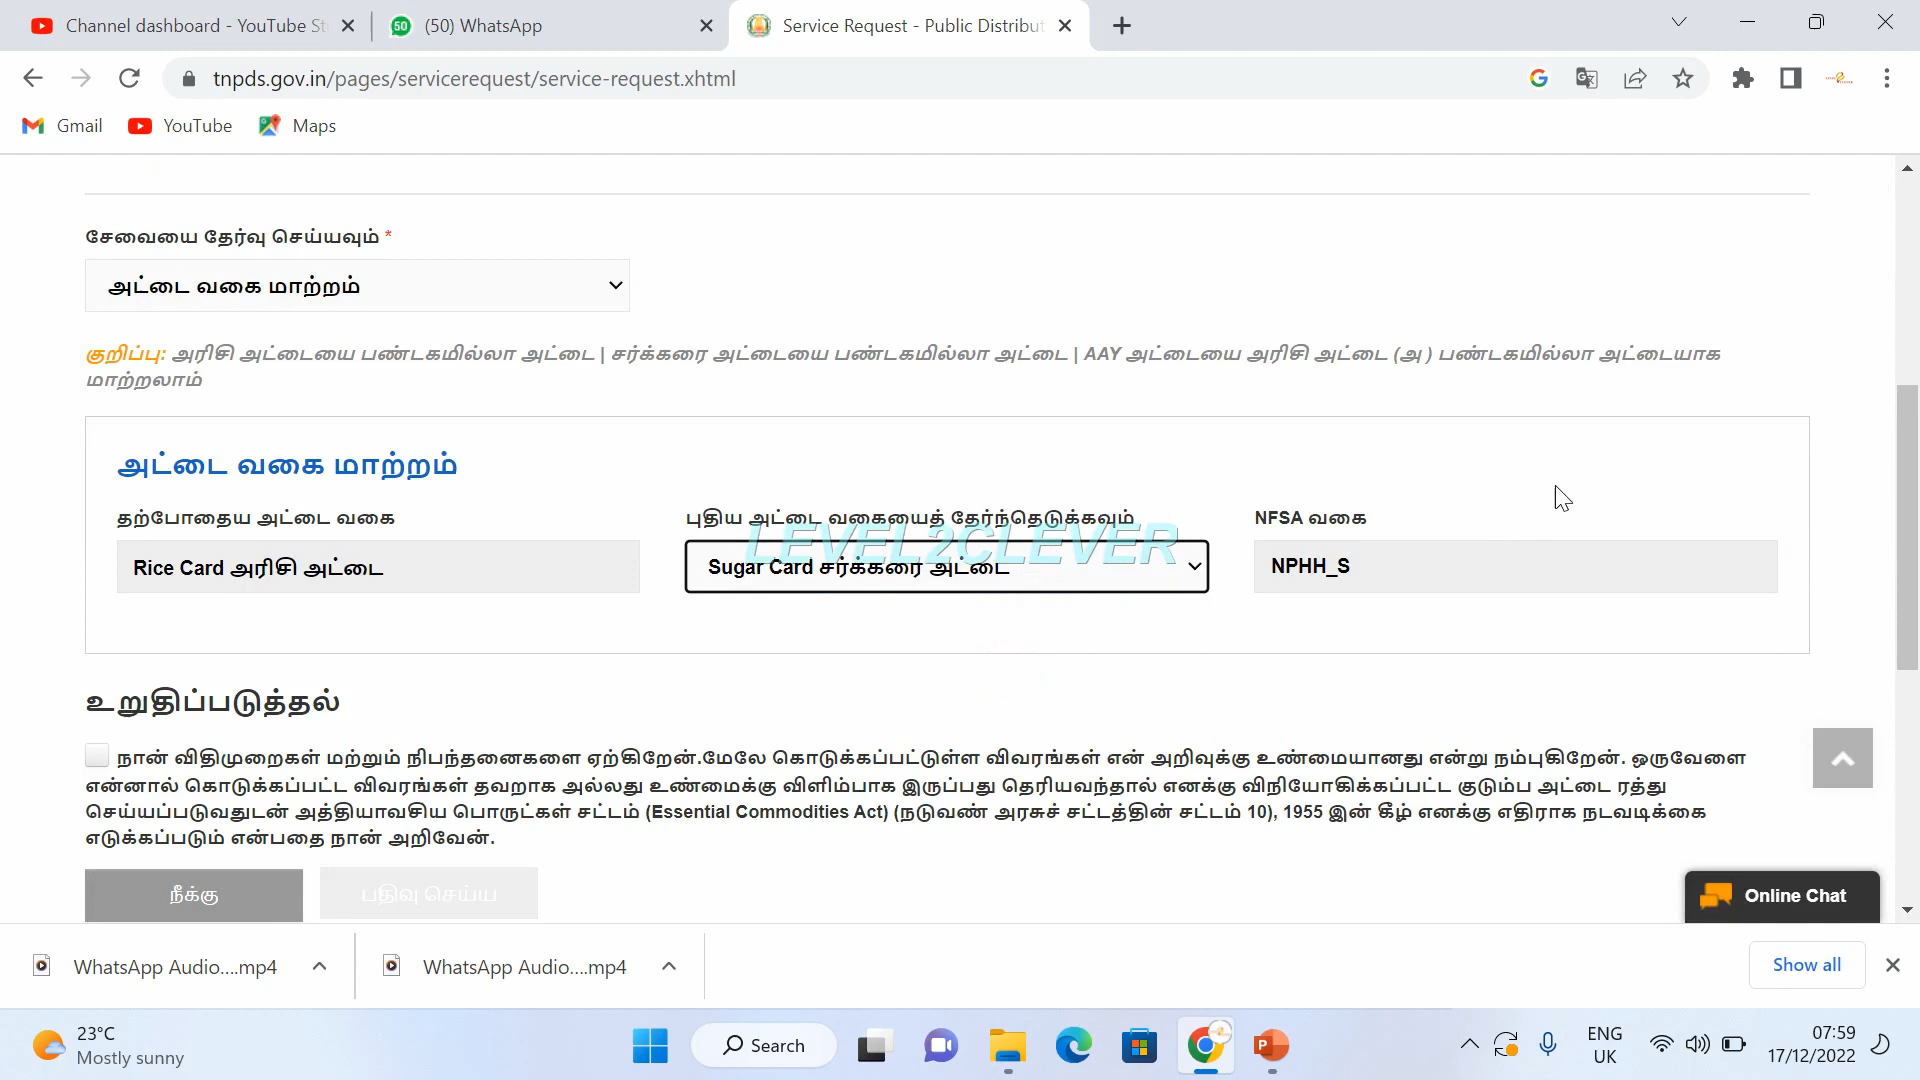 Channel dashboard - YouTube St
50 (50) WhatsApp
Service Request - Public Distribut
tnpds.gov.in/pages/servicerequest/service-request.xhtml
Gmail
YouTube
Maps
சேவையை தேர்வு செய்யவும் *
அட்டை வகை மாற்றம்
குறிப்பு: அரிசி அட்டையை பண்டகமில்லா அட்டை | சர்க்கரை அட்டையை பண்டகமில்லா அட்டை | AAY அட்டையை அரிசி அட்டை (அ ) பண்டகமில்லா அட்டையாக
மாற்றலாம்
அட்டை வகை மாற்றம்
தற்போதைய அட்டை வகை
புதிய அட்டை வகையைத் தேர்ந்தெடுக்கவும்
NFSA வகை
LEVEL2CLEVER
Rice Card அரிசி அட்டை
Sugar Card சர்க்கரை அட்டை
NPHH_S
உறுதிப்படுத்தல்
நான் விதிமுறைகள் மற்றும் நிபந்தனைகளை ஏற்கிறேன்.மேலே கொடுக்கப்பட்டுள்ள விவரங்கள் என் அறிவுக்கு உண்மையானது என்று நம்புகிறேன். ஒருவேளை
என்னால் கொடுக்கப்பட்ட விவரங்கள் தவறாக அல்லது உண்மைக்கு விளிம்பாக இருப்பது தெரியவந்தால் எனக்கு விநியோகிக்கப்பட்ட குடும்ப அட்டை ரத்து
செய்யப்படுவதுடன் அத்தியாவசிய பொருட்கள் சட்டம் (Essential Commodities Act) (நடுவண் அரசுச் சட்டத்தின் சட்டம் 10), 1955 இன் கீழ் எனக்கு எதிராக நடவடிக்கை
எடுக்கப்படும் என்பதை நான் அறிவேன்.
நீக்கு
பதிவு செய்ய
Online Chat
WhatsApp Audio....mp4
WhatsApp Audio....mp4
Show all
23°C
Mostly sunny
Search
ENG
UK
07:59
17/12/2022